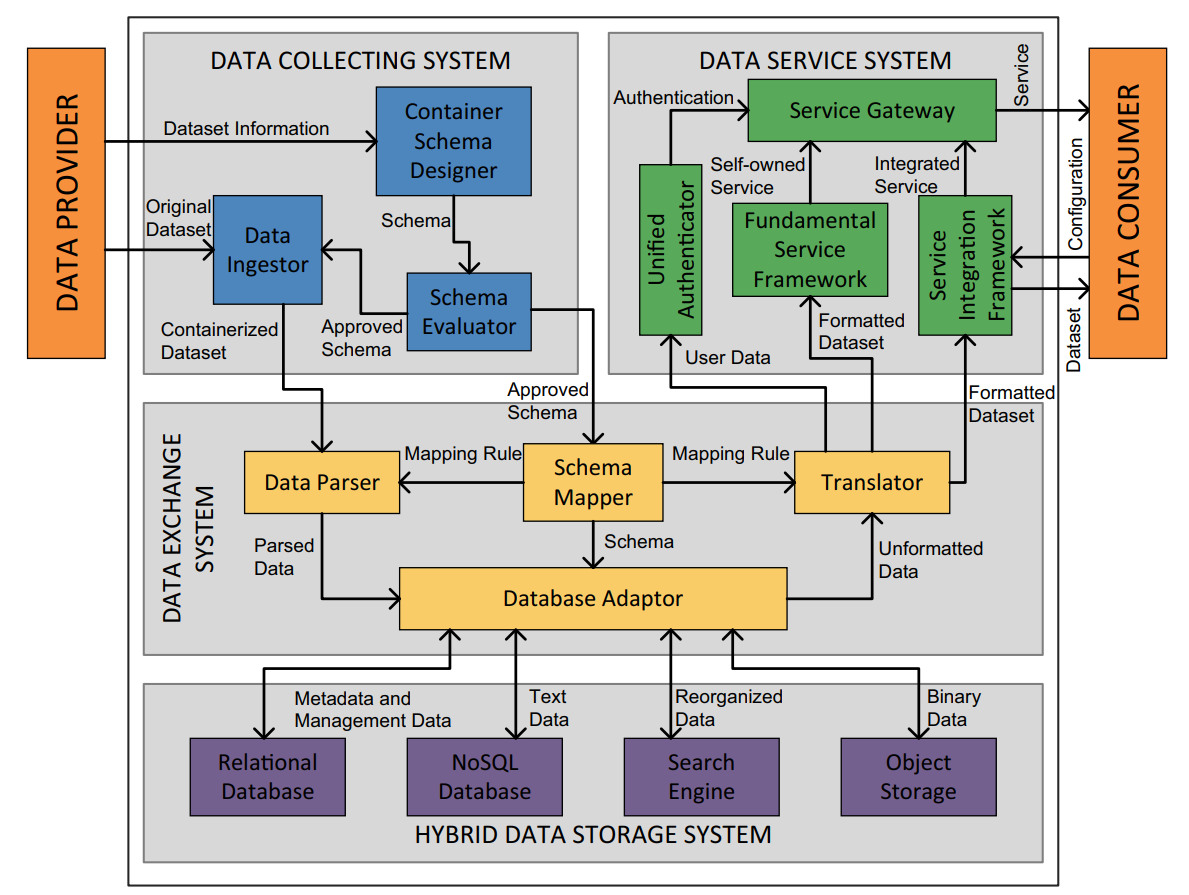 DATA COLLECTING SYSTEM
DATA SERVICE SYSTEM
DATA PROVIDER
DATA CONSUMER
Dataset Information
Container
Schema
Designer
Original
Dataset
Data
Ingestor
Schema
Schema
Evaluator
Approved
Schema
Containerized
Dataset
Approved
Schema
Authentication
Service Gateway
Service
Self-owned
Service
Integrated
Service
Unified
Authenticator
Fundamental
Service
Framework
Service
Integration
Framework
Configuration
Dataset
User Data
Formatted
Dataset
Formatted
Dataset
DATA EXCHANGE
SYSTEM
Data Parser
Mapping Rule
Schema
Mapper
Mapping Rule
Translator
Parsed
Data
Schema
Unformatted
Data
Database Adaptor
Metadata and
Management Data
Text
Data
Reorganized
Data
Binary
Data
Relational
Database
NoSQL
Database
Search
Engine
Object
Storage
HYBRID DATA STORAGE SYSTEM